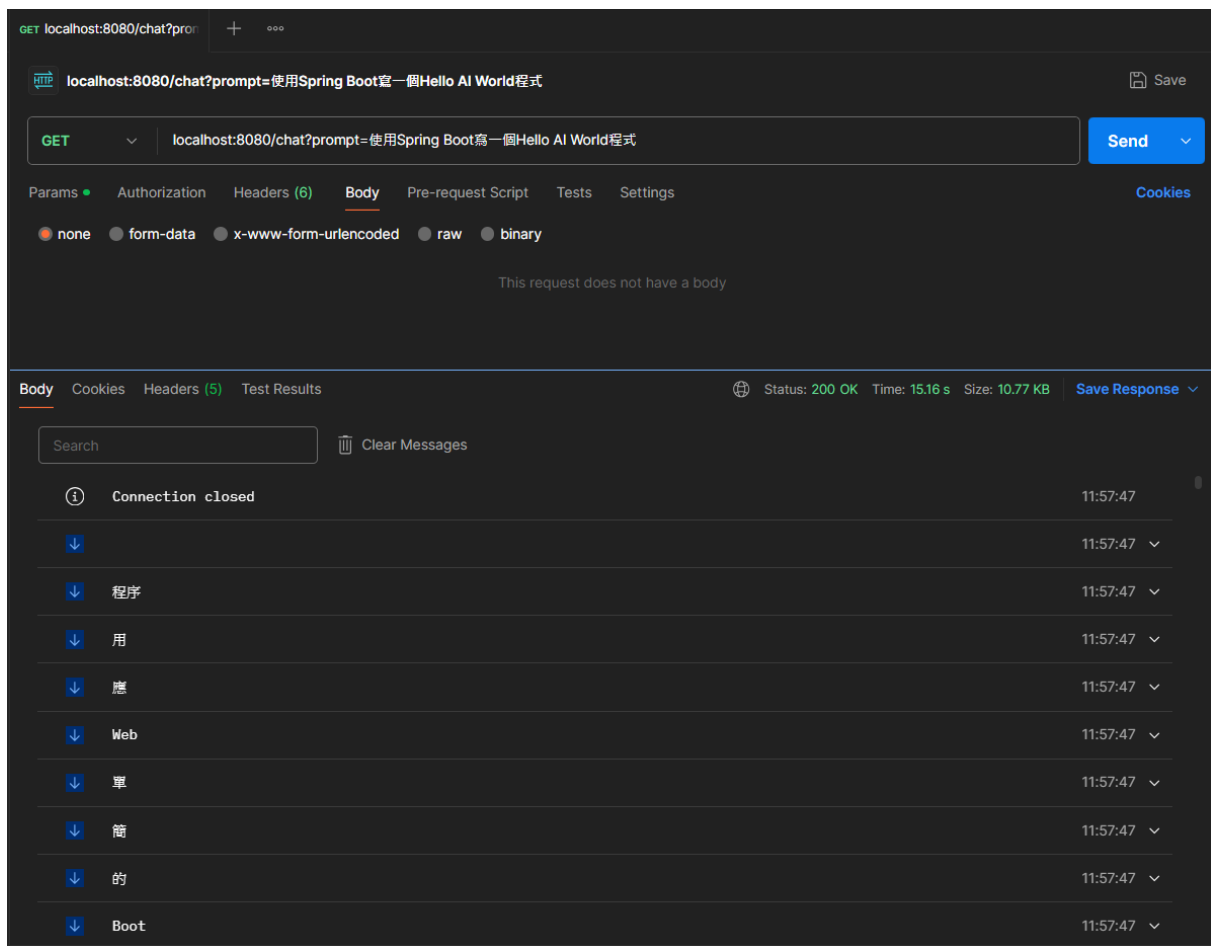 GET localhost:8080/chat?pron
HTTP localhost:8080/chat?prompt=使用Spring Boot寫一個Hello AI World程式 Save
GET localhost:8080/chat?prompt=使用Spring Boot寫一個Hello AI World程式 Send
Params Authorization Headers (6) Body Pre-request Script Tests Settings Cookies
none form-data x-www-form-urlencoded raw binary
This request does not have a body
Body Cookies Headers (5) Test Results Status: 200 OK Time: 15.16 s Size: 10.77 KB Save Response
Search Clear Messages
Connection closed 11:57:47
11:57:47
程序 11:57:47
用 11:57:47
應 11:57:47
Web 11:57:47
單 11:57:47
簡 11:57:47
的 11:57:47
Boot 11:57:47